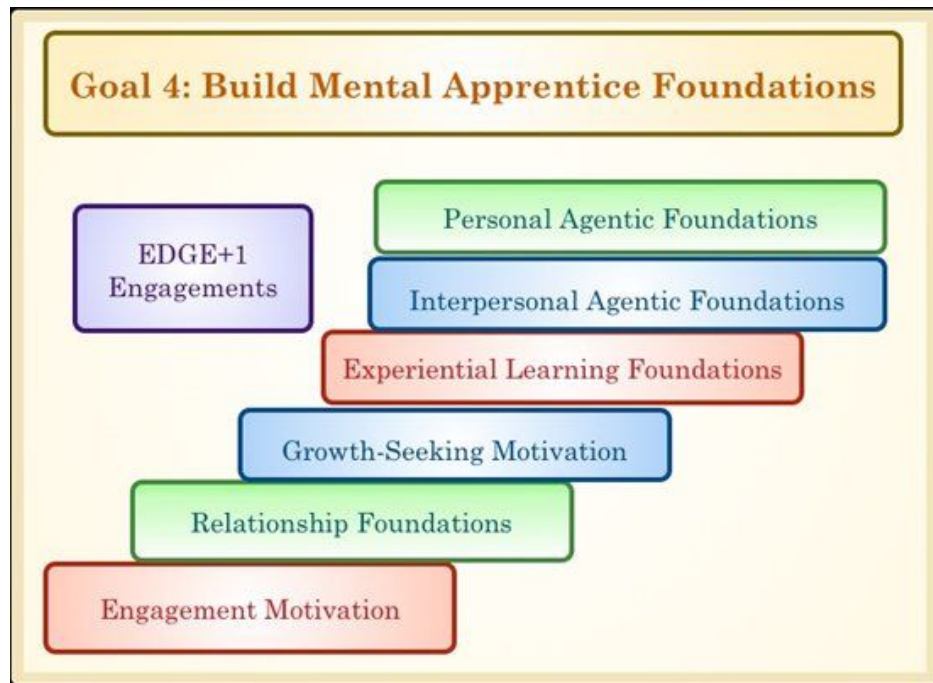 Goal 4: Build Mental Apprentice Foundations
EDGE+1
Engagements
Personal Agentic Foundations
Interpersonal Agentic Foundations
Experiential Learning Foundations
Growth-Seeking Motivation
Relationship Foundations
Engagement Motivation